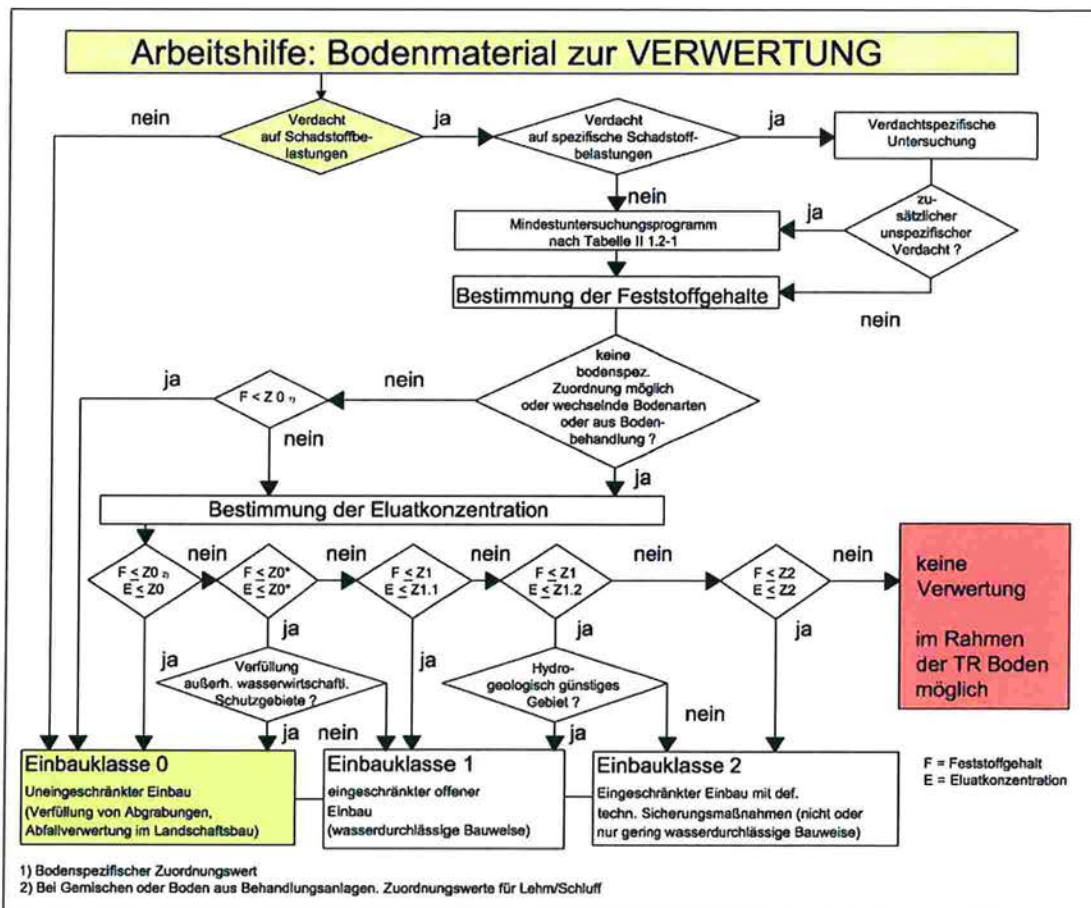 Arbeitshilfe: Bodenmaterial zur VERWERTUNG
nein
Verdacht
auf Schadstoffbe-
lastungen
ja
Verdacht
auf spezifische Schadstoff-
belastungen
ja
Verdachtspezifische
Untersuchung
nein
Mindestuntersuchungsprogramm
nach Tabelle II 1.2-1
ja
zu-
sätzlicher
unspezifischer
Verdacht ?
Bestimmung der Feststoffgehalte
nein
ja
F < Z 0 1)
nein
keine
bodenspez.
Zuordnung möglich
oder wechselnde Bodenarten
oder aus Boden-
behandlung ?
nein
ja
Bestimmung der Eluatkonzentration
F ≤ Z0 2)
E ≤ Z0
nein
F ≤ Z0*
E ≤ Z0*
nein
F ≤ Z1
E ≤ Z1.1
nein
F ≤ Z1
E ≤ Z1.2
nein
F ≤ Z2
E ≤ Z2
nein
keine
Verwertung
im Rahmen
der TR Boden
möglich
ja
ja
Verfüllung
außerh. wasserwirtschaftl.
Schutzgebiete ?
ja
ja
Hydro-
geologisch günstiges
Gebiet ?
ja
ja
nein
ja
nein
Einbauklasse 0
Uneingeschränkter Einbau
(Verfüllung von Abgrabungen,
Abfallverwertung im Landschaftsbau)
Einbauklasse 1
eingeschränkter offener
Einbau
(wasserdurchlässige Bauweise)
Einbauklasse 2
Eingeschränkter Einbau mit def.
techn. Sicherungsmaßnahmen (nicht oder
nur gering wasserdurchlässige Bauweise)
F = Feststoffgehalt
E = Eluatkonzentration
1) Bodenspezifischer Zuordnungswert
2) Bei Gemischen oder Boden aus Behandlungsanlagen. Zuordnungswerte für Lehm/Schluff